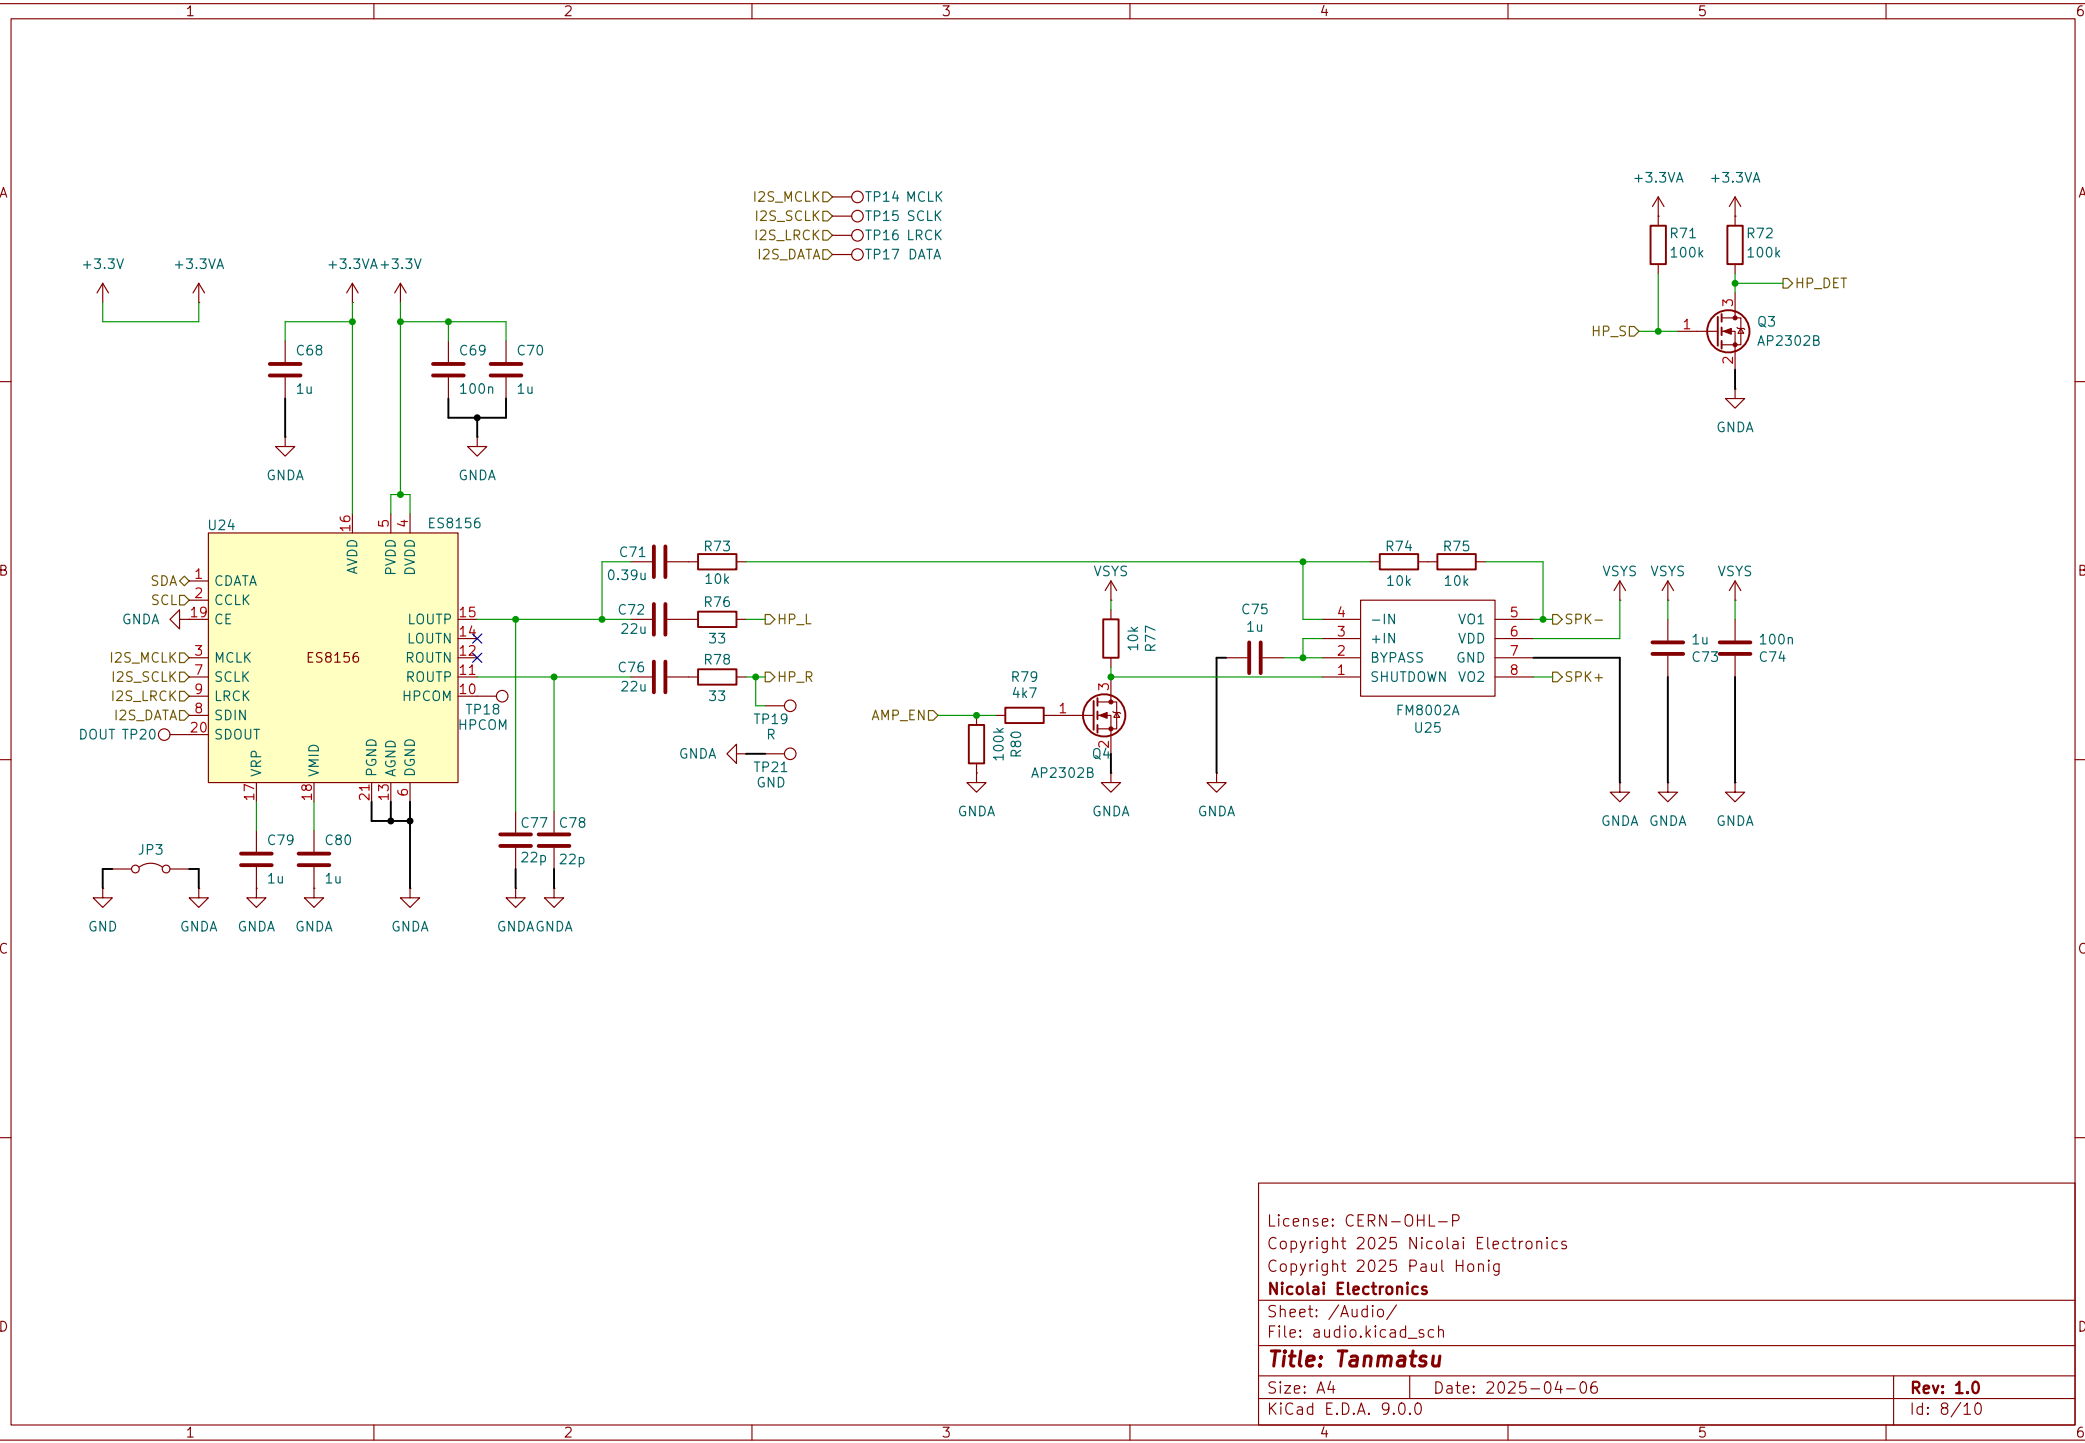 1 2 3 4 5 6
A A
I2S_MCLK TP14 MCLK
I2S_SCLK TP15 SCLK
I2S_LRCK TP16 LRCK
I2S_DATA TP17 DATA
+3.3VA +3.3VA
R71
100k
R72
100k
HP_DET
3
HP_S 1
Q3
AP2302B
2
GNDA
+3.3V +3.3VA +3.3VA +3.3V
C68
1u
C69
100n
C70
1u
GNDA GNDA
B B
U24 ES8156
16 5 4
AVDD PVDD DVDD
SDA 1 CDATA
SCL 2 CCLK
GNDA 19 CE
I2S_MCLK 3 MCLK
I2S_SCLK 7 SCLK
I2S_LRCK 9 LRCK
I2S_DATA 8 SDIN
DOUT TP20 20 SDOUT
ES8156
LOUTP 15
LOUTN 14
ROUTN 12
ROUTP 11
HPCOM 10
TP18
HPCOM
VRP VMID PGND AGND DGND
17 18 21 13 6
C71
0.39u
R73
10k
C72
22u
R76
33
HP_L
C76
22u
R78
33
HP_R
TP19
R
GNDA
TP21
GND
VSYS
10k
R77
AMP_EN
R79
4k7
1
3
2
100k
R80
Q4
AP2302B
GNDA GNDA
C75
1u
GNDA
R74
10k
R75
10k
4 -IN
3 +IN
2 BYPASS
1 SHUTDOWN
VO1 5
VDD 6
GND 7
VO2 8
FM8002A
U25
SPK-
SPK+
VSYS VSYS VSYS
1u
C73
100n
C74
GNDA GNDA GNDA
JP3
GND GNDA
C79
1u
GNDA
C80
1u
GNDA
GNDA
C77
22p
C78
22p
GNDA GNDA
C C
D D
License: CERN-OHL-P
Copyright 2025 Nicolai Electronics
Copyright 2025 Paul Honig
Nicolai Electronics
Sheet: /Audio/
File: audio.kicad_sch
Title: Tanmatsu
Size: A4 Date: 2025-04-06 Rev: 1.0
KiCad E.D.A. 9.0.0 Id: 8/10
1 2 3 4 5 6